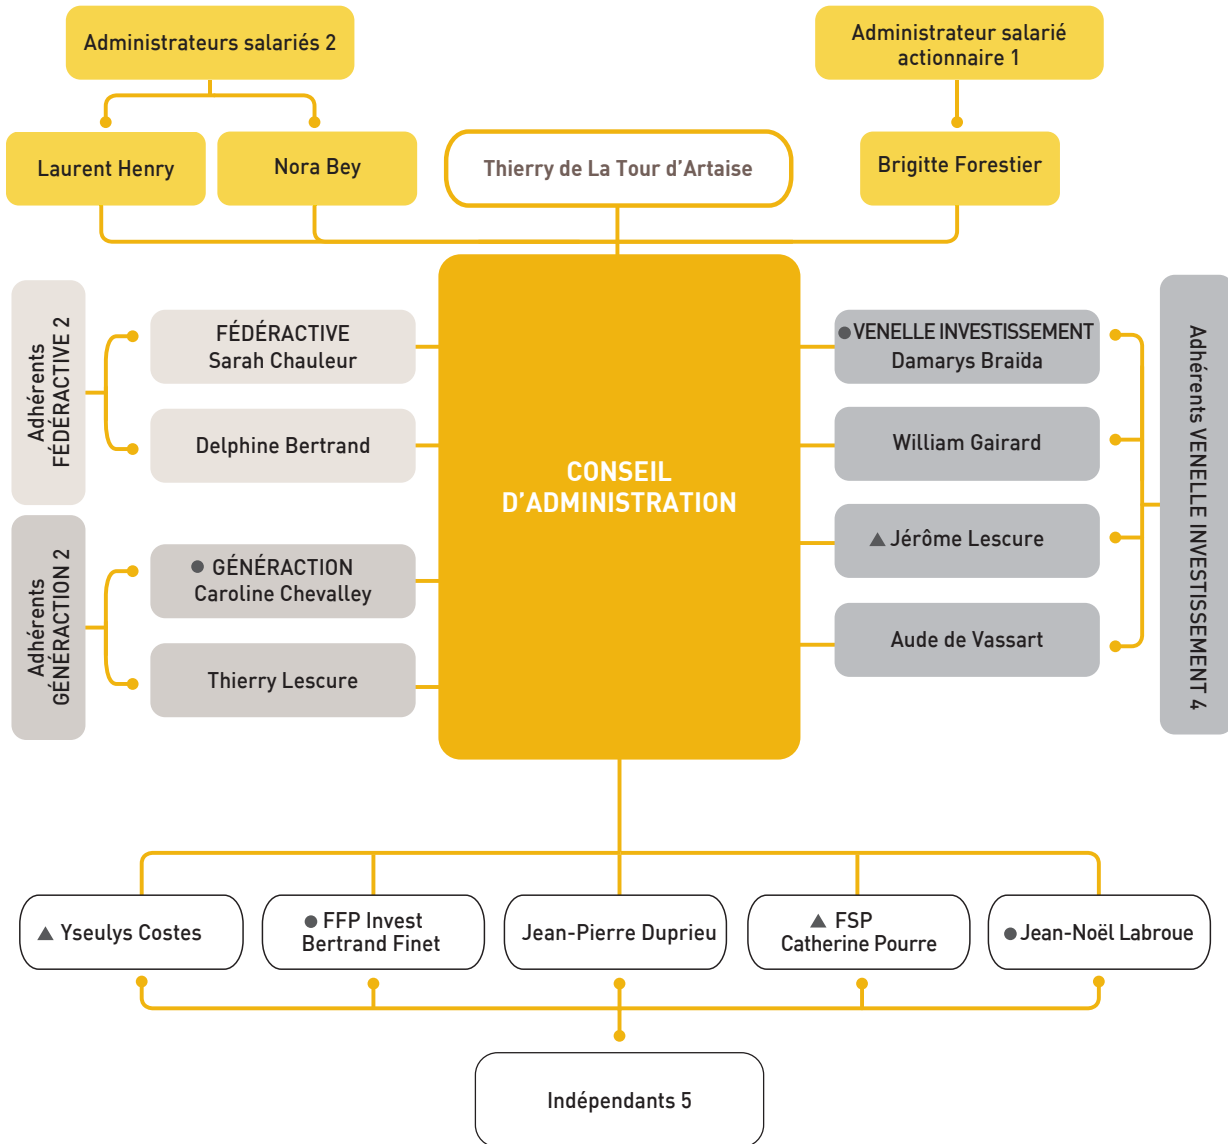 Administrateurs salariés 2
Administrateur salarié
actionnaire 1
Laurent Henry
Nora Bey
Thierry de La Tour d'Artaise
Brigitte Forestier
Adhérents
FÉDÉRACTIVE 2
FÉDÉRACTIVE
Sarah Chauleur
Delphine Bertrand
Adhérents
GÉNÉRACTION 2
● GÉNÉRACTION
Caroline Chevalley
Thierry Lescure
CONSEIL
D'ADMINISTRATION
● VENELLE INVESTISSEMENT
Damarys Braïda
William Gairard
▲ Jérôme Lescure
Aude de Vassart
Adhérents VENELLE INVESTISSEMENT 4
▲ Yseulys Costes
● FFP Invest
Bertrand Finet
Jean-Pierre Duprieu
▲ FSP
Catherine Pourre
● Jean-Noël Labroue
Indépendants 5